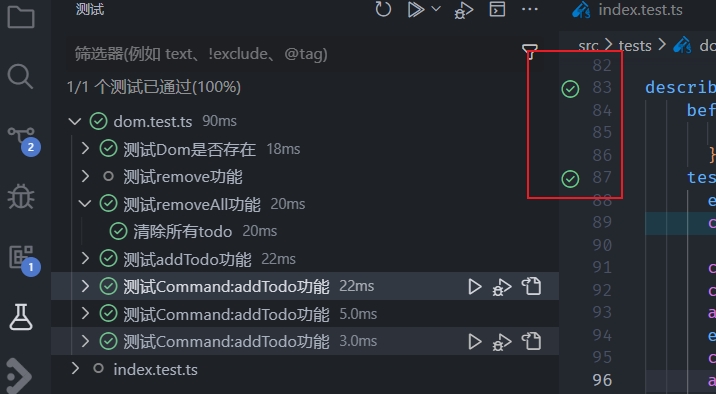 测试
index.test.ts
筛选器(例如 text、!exclude、@tag)
src > tests > do
1/1 个测试已通过(100%)
82
83 describ
dom.test.ts 90ms
84 bef
测试Dom是否存在 18ms
85
86 }
测试remove功能
87 tes
2
测试removeAll功能 20ms
88 e
89 c
清除所有todo 20ms
90
测试addTodo功能 22ms
91 c
1
测试Command:addTodo功能 22ms
92 c
测试Command:addTodo功能 5.0ms
93 a
94 e
测试Command:addTodo功能 3.0ms
95 c
index.test.ts
96 a